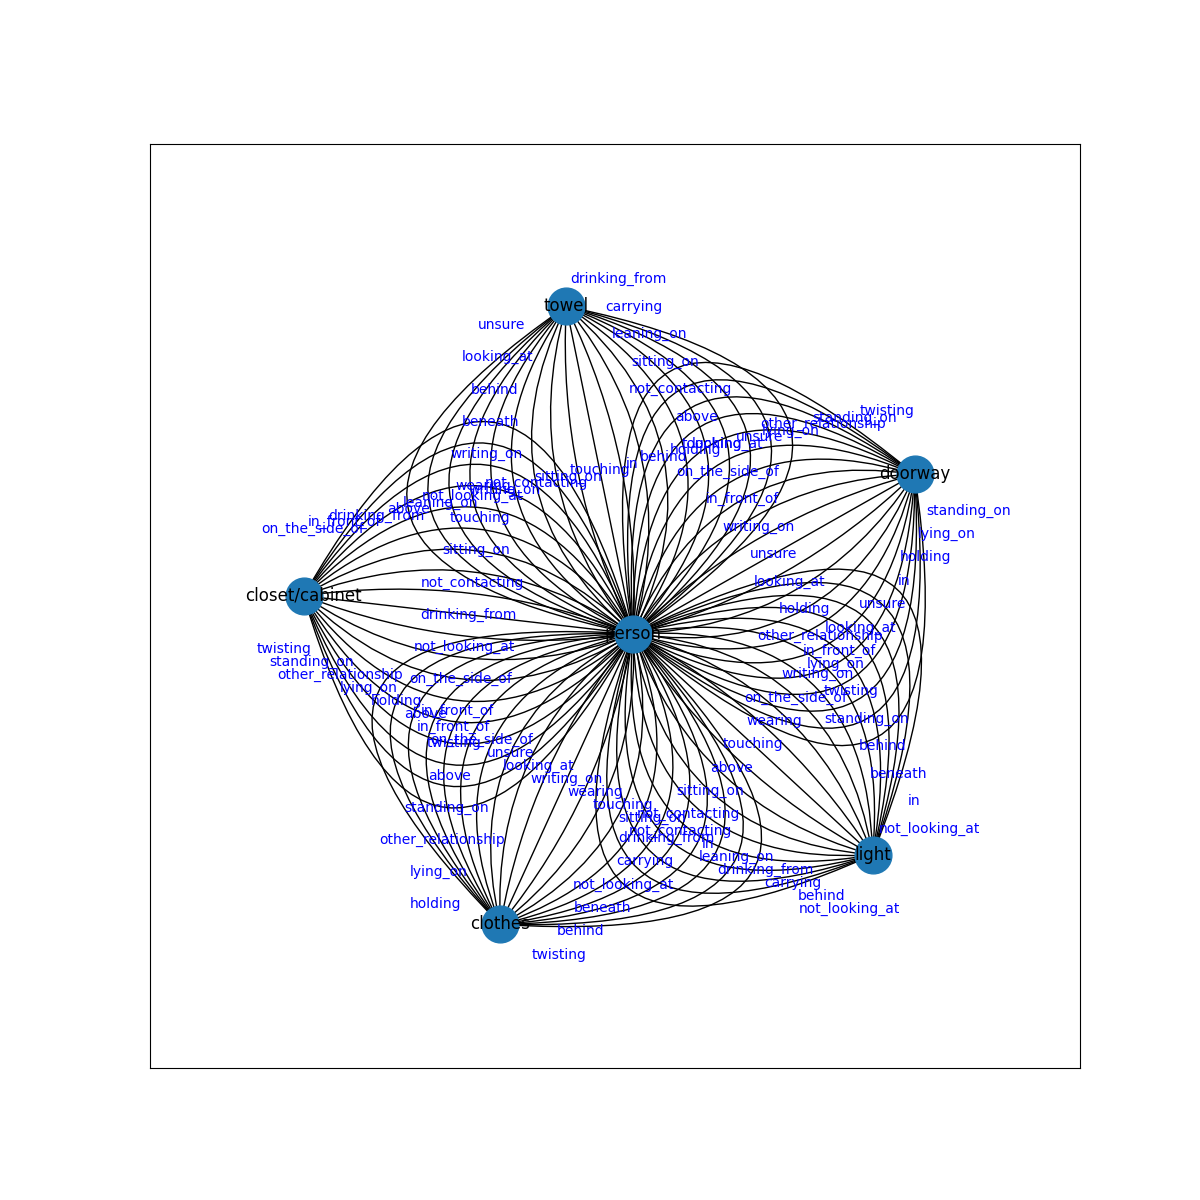 drinking_from
towel
carrying
unsure
leaning_on
looking_at
sitting_on
behind
not_contacting
twisting
above
standing_on
beneath
other_relationship
lying_on
unsure
holding
writing_on
behind
in
touching
on_the_side_of
doorway
sitting_on
not_contacting
wearing
not_looking_at
leaning_on
above
drinking_from
in_front_of
on_the_side_of
touching
in_front_of
standing_on
writing_on
lying_on
sitting_on
unsure
holding
not_contacting
looking_at
in
closet/cabinet
holding
unsure
drinking_from
looking_at
person
other_relationship
not_looking_at
in_front_of
twisting
standing_on
lying_on
other_relationship
writing_on
on_the_side_of
lying_on
twisting
holding
on_the_side_of
above
in_front_of
wearing
standing_on
in_front_of
on_the_side_of
twisting
touching
behind
unsure
looking_at
above
above
writing_on
beneath
wearing
sitting_on
standing_on
touching
in
sitting_on
not_contacting
not_contacting
not_looking_at
other_relationship
drinking_from
in
light
leaning_on
carrying
drinking_from
lying_on
carrying
not_looking_at
behind
holding
beneath
not_looking_at
clothes
behind
twisting